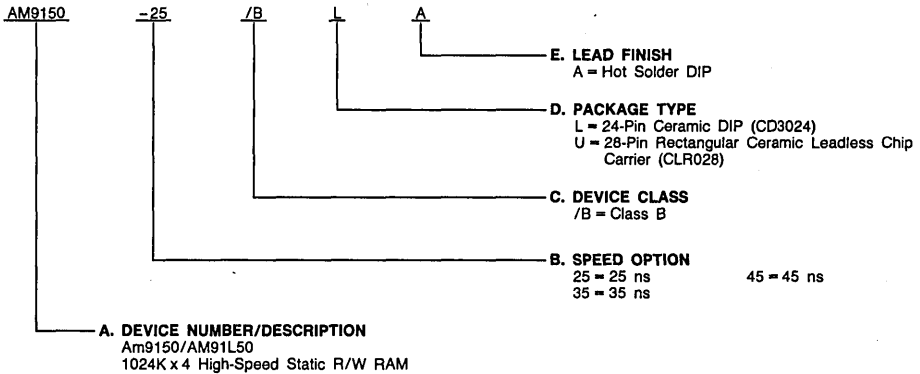 AM9150 -25 /B L A
E. LEAD FINISH
A = Hot Solder DIP
D. PACKAGE TYPE
L = 24-Pin Ceramic DIP (CD3024)
U = 28-Pin Rectangular Ceramic Leadless Chip
Carrier (CLR028)
C. DEVICE CLASS
/B = Class B
B. SPEED OPTION
25 = 25 ns 45 = 45 ns
35 = 35 ns
A. DEVICE NUMBER/DESCRIPTION
Am9150/AM91L50
1024K x 4 High-Speed Static R/W RAM